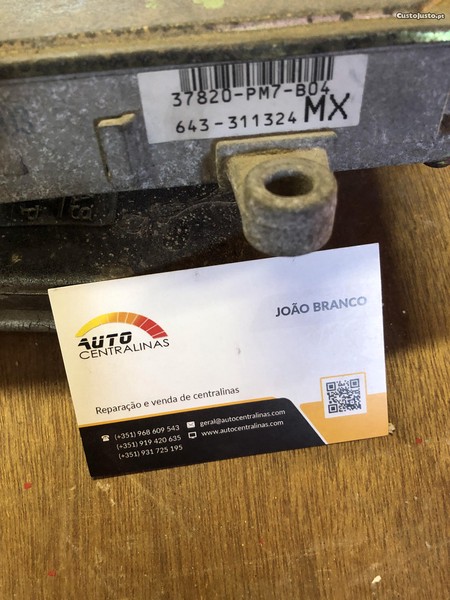 CustoJusto.pt
37820-PM7-B04
643-311324 MX
JOÃO BRANCO
AUTO
CENTRALINAS
Reparação e venda de centralinas
(+351) 968 609 543
(+351) 919 420 635
(+351) 931 725 195
geral@autocentralinas.com
www.autocentralinas.com